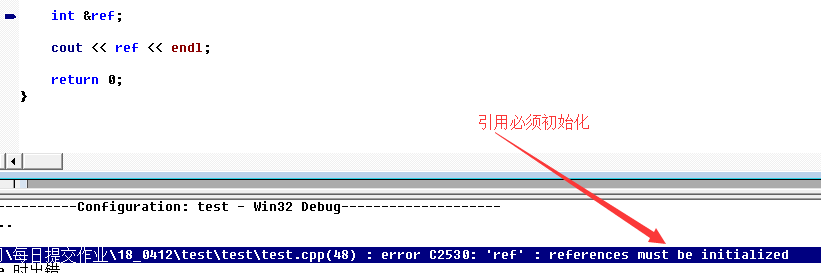 int &ref;
cout << ref << endl;
return 0;
}
引用必须初始化
----------Configuration: test - Win32 Debug--------------------
..
\每日提交作业\18_0412\test\test\test.cpp(48) : error C2530: 'ref' : references must be initialized
时出错